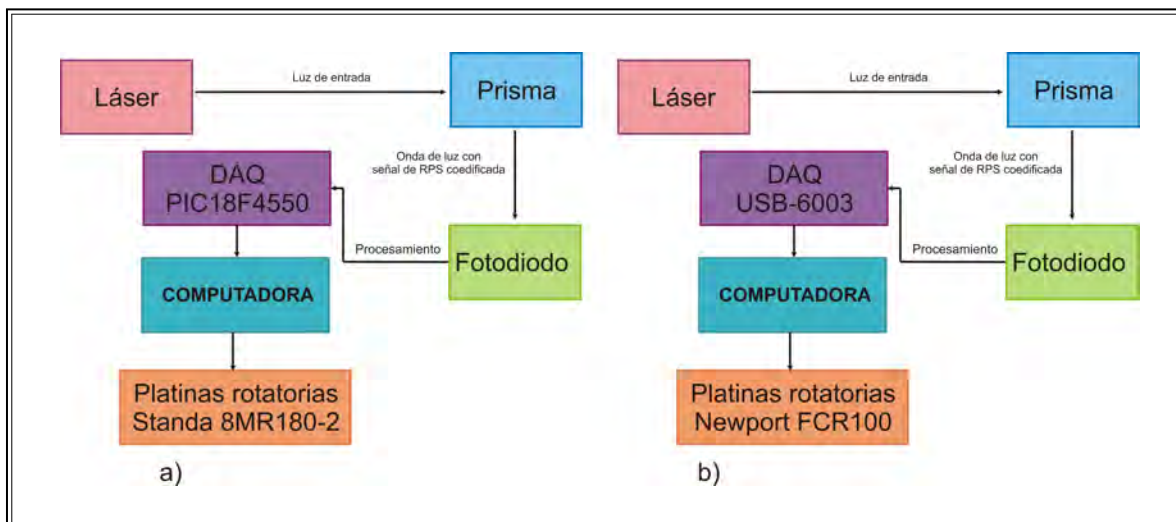 Láser
Luz de entrada
Prisma
Onda de luz con
señal de RPS coedificada
DAQ
PIC18F4550
Procesamiento
Fotodiodo
COMPUTADORA
Platinas rotatorias
Standa 8MR180-2
a)
Láser
Luz de entrada
Prisma
Onda de luz con
señal de RPS coedificada
DAQ
USB-6003
Procesamiento
Fotodiodo
COMPUTADORA
Platinas rotatorias
Newport FCR100
b)